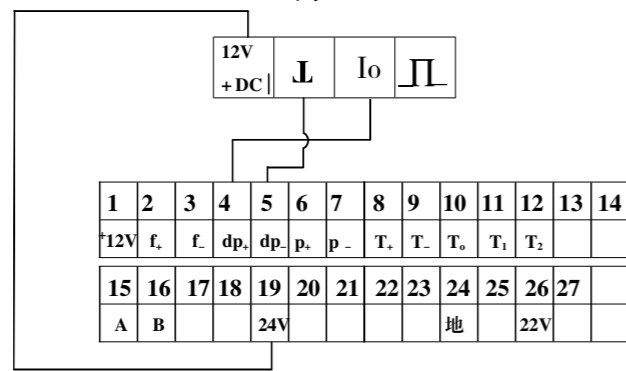 12V
+DC|
⊥
Io
1 2 3 4 5 6 7 8 9 10 11 12 13 14
+12V f+ f- dp+ dp- p+ p - T+ T- To T1 T2
15 16 17 18 19 20 21 22 23 24 25 26 27
A B 24V 地 22V